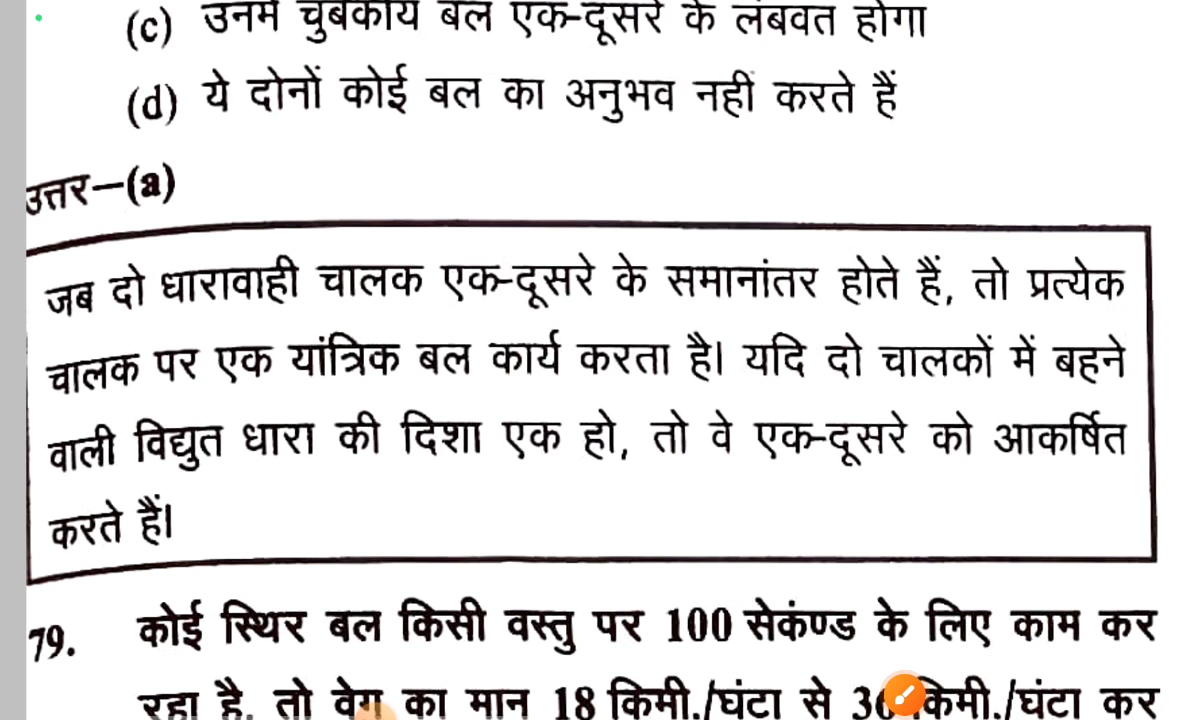 (c) उनमें चुंबकीय बल एक-दूसरे के लंबवत होगा
(d) ये दोनों कोई बल का अनुभव नहीं करते हैं
उत्तर–(a)
जब दो धारावाही चालक एक-दूसरे के समानांतर होते हैं, तो प्रत्येक
चालक पर एक यांत्रिक बल कार्य करता है। यदि दो चालकों में बहने
वाली विद्युत धारा की दिशा एक हो, तो वे एक-दूसरे को आकर्षित
करते हैं।
79. कोई स्थिर बल किसी वस्तु पर 100 सेकंण्ड के लिए काम कर
रहा है, तो वेग का मान 18 किमी./घंटा से किमी./घंटा कर